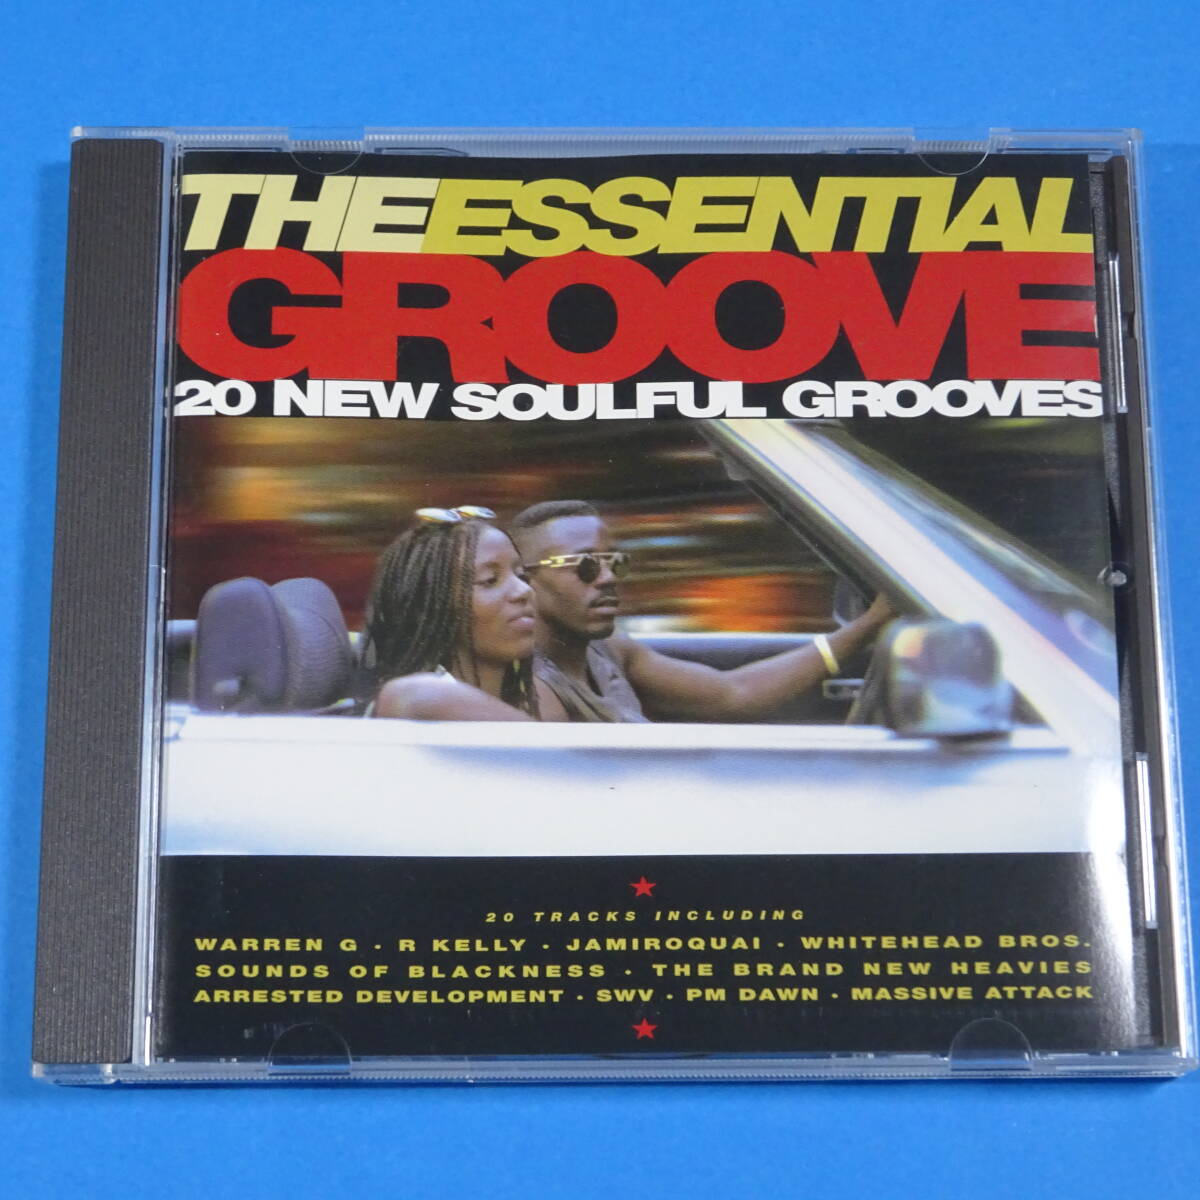 THE ESSENTIAL
GROOVE
20 NEW SOULFUL GROOVES
20 TRACKS INCLUDING
WARREN G · R KELLY · JAMIROQUAI · WHITEHEAD BROS.
SOUNDS OF BLACKNESS · THE BRAND NEW HEAVIES
ARRESTED DEVELOPMENT · SWV · PM DAWN · MASSIVE ATTACK